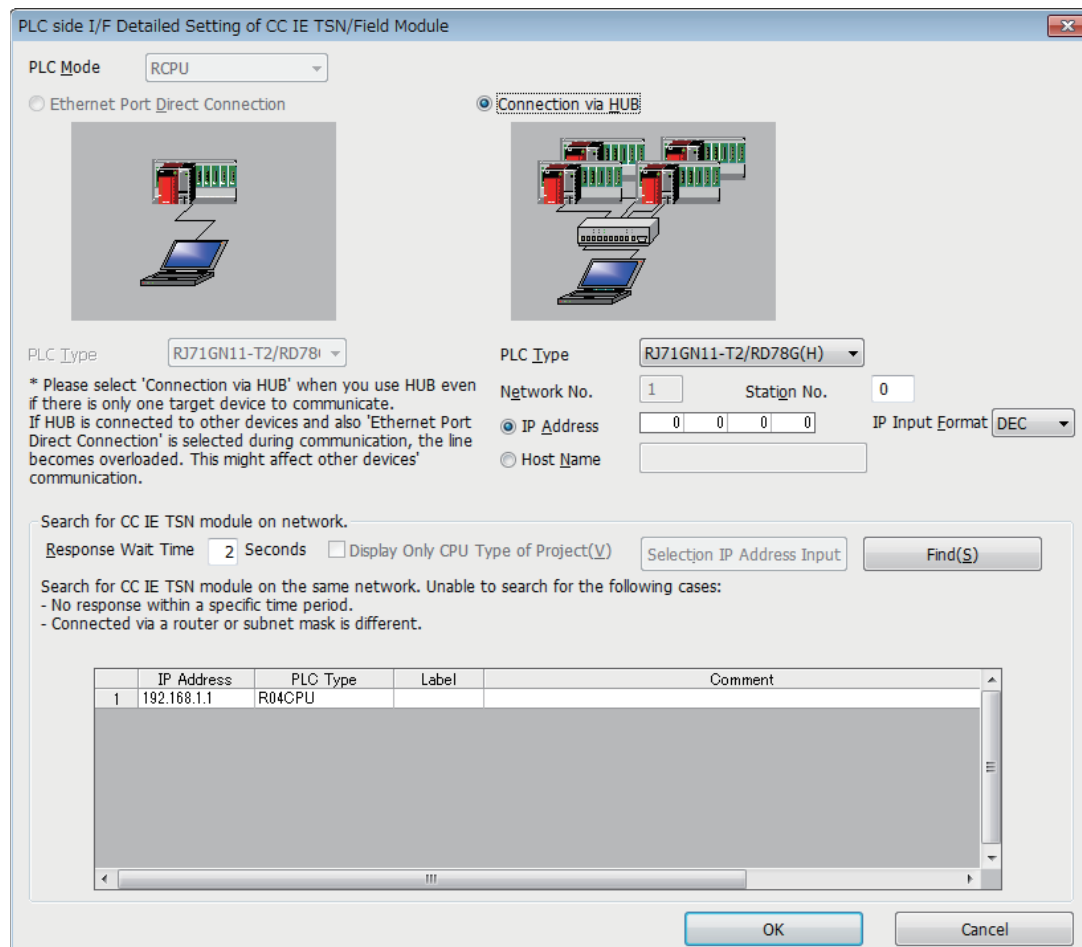 PLC side I/F Detailed Setting of CC IE TSN/Field Module
PLC Mode RCPU
Ethernet Port Direct Connection
Connection via HUB
PLC Type RJ71GN11-T2/RD78(
* Please select 'Connection via HUB' when you use HUB even
if there is only one target device to communicate.
If HUB is connected to other devices and also 'Ethernet Port
Direct Connection' is selected during communication, the line
becomes overloaded. This might affect other devices'
communication.
PLC Type RJ71GN11-T2/RD78G(H)
Network No. 1 Station No. 0
IP Address 0 0 0 0 IP Input Format DEC
Host Name
Search for CC IE TSN module on network.
Response Wait Time 2 Seconds Display Only CPU Type of Project(V) Selection IP Address Input Find(S)
Search for CC IE TSN module on the same network. Unable to search for the following cases:
- No response within a specific time period.
- Connected via a router or subnet mask is different.
IP Address PLC Type Label Comment
1 192.168.1.1 R04CPU
OK Cancel